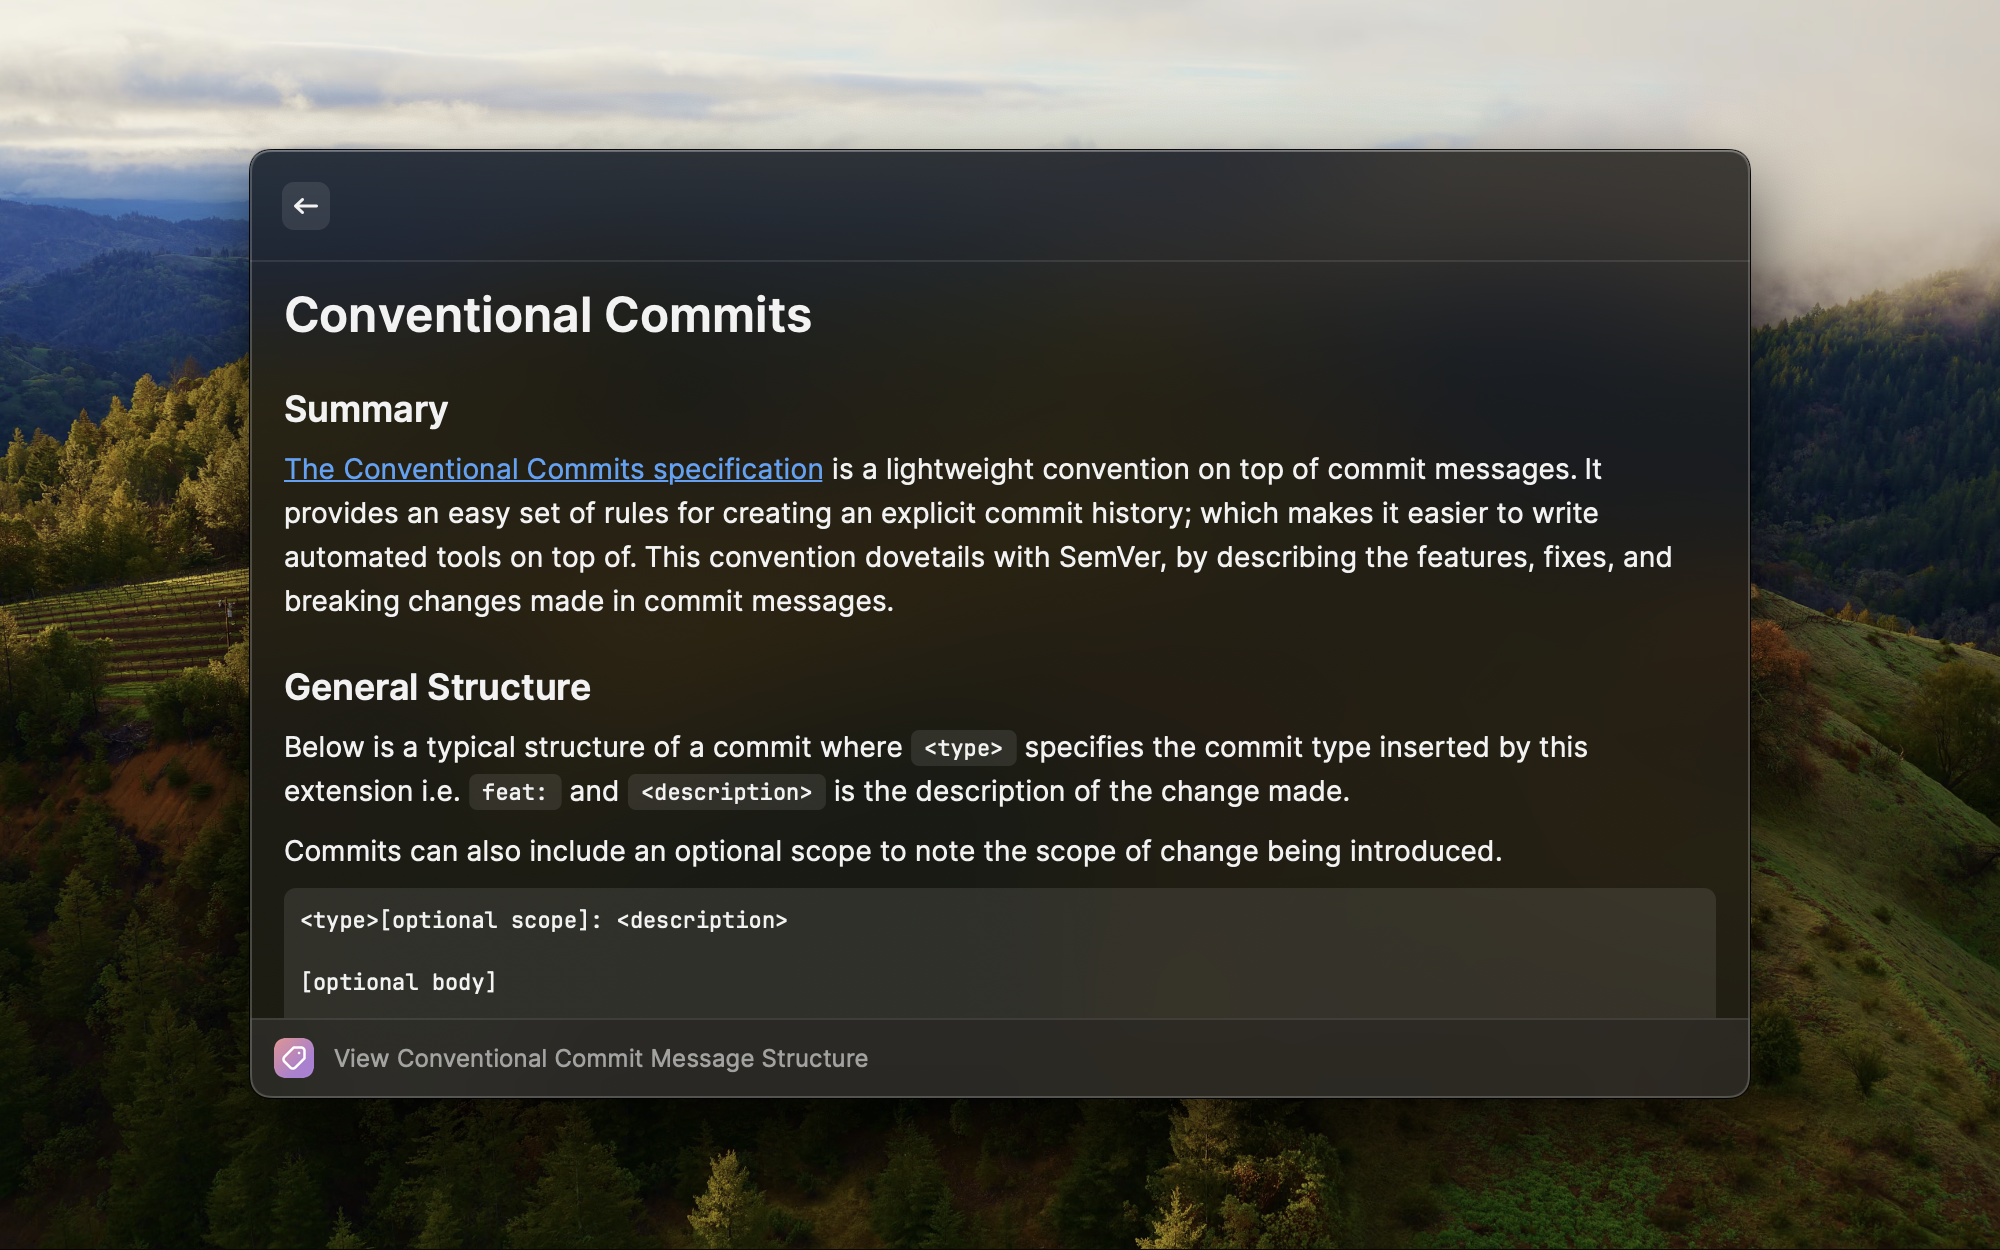 Conventional Commits
Summary
The Conventional Commits specification is a lightweight convention on top of commit messages. It
provides an easy set of rules for creating an explicit commit history; which makes it easier to write
automated tools on top of. This convention dovetails with SemVer, by describing the features, fixes, and
breaking changes made in commit messages.
General Structure
Below is a typical structure of a commit where <type> specifies the commit type inserted by this
extension i.e. feat: and <description> is the description of the change made.
Commits can also include an optional scope to note the scope of change being introduced.
<type>[optional scope]: <description>
[optional body]
View Conventional Commit Message Structure